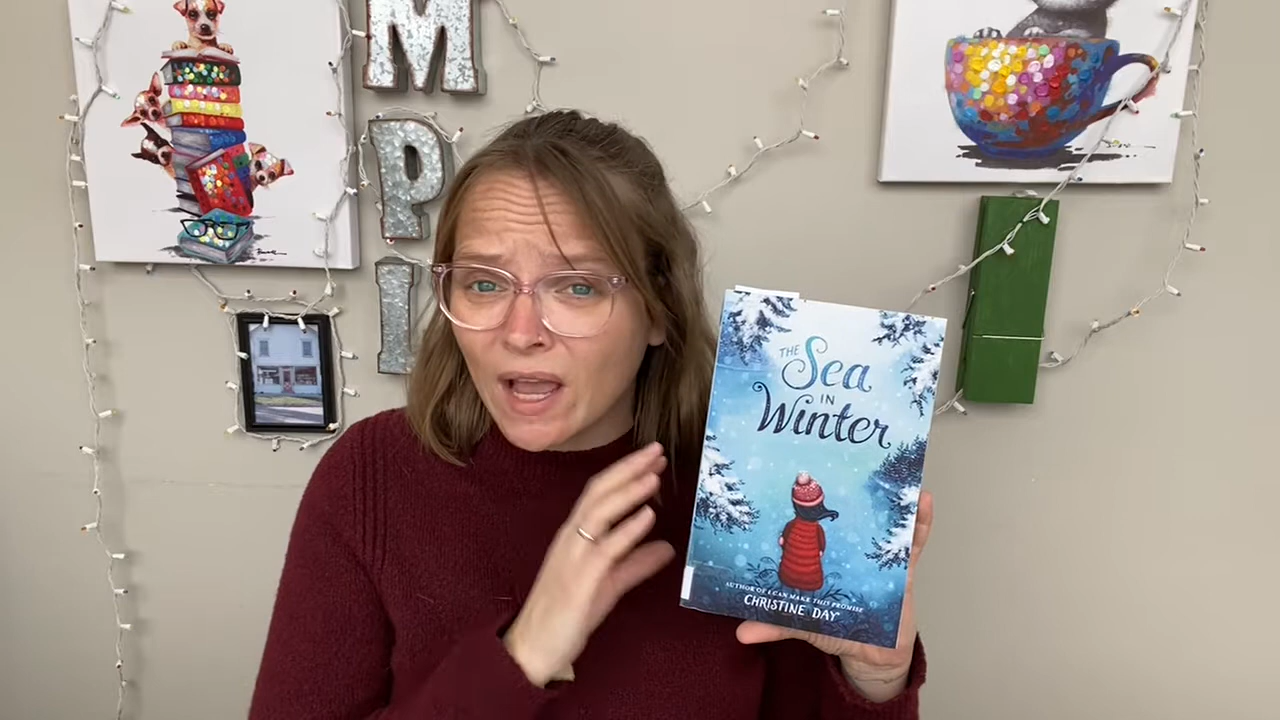 M
P
I
THE
Sea
IN
Winter
AUTHOR OF I CAN MAKE THIS PROMISE
CHRISTINE DAY